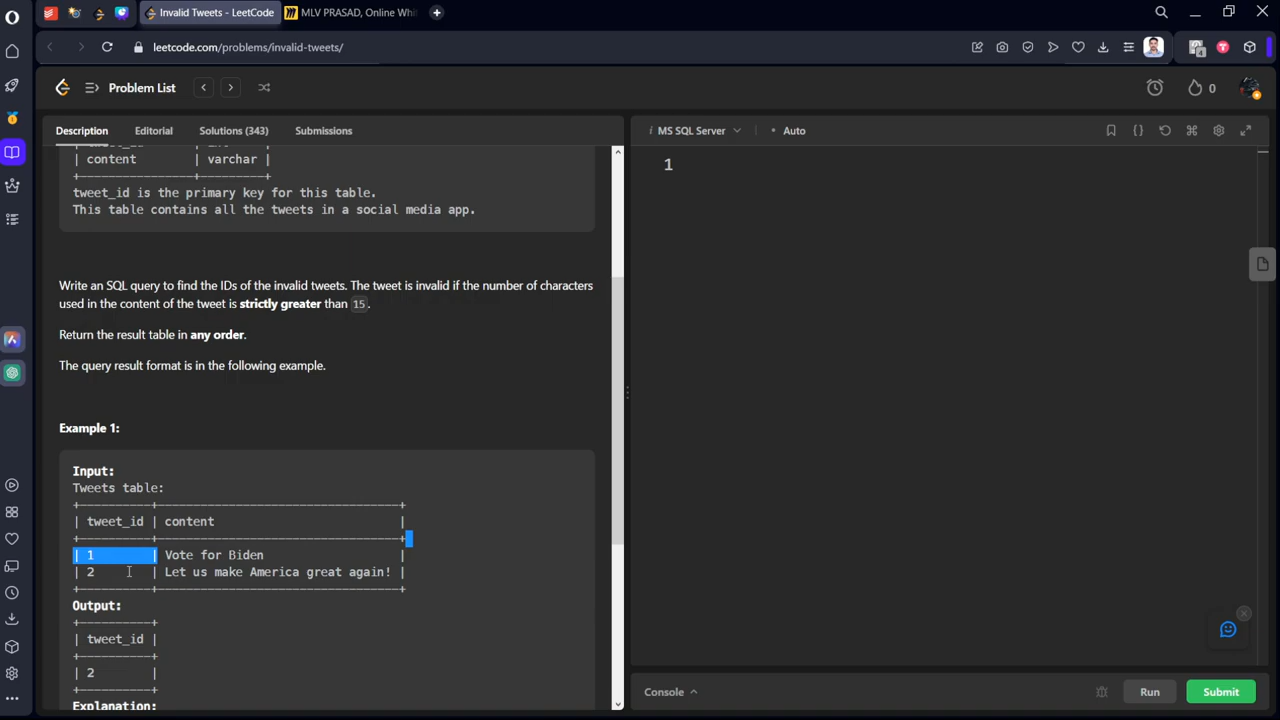 Invalid Tweets - LeetCode
MLV PRASAD, Online Whi
leetcode.com/problems/invalid-tweets/
4
Problem List
0
Description
Editorial
Solutions (343)
Submissions
| content | varchar |
+----------------+---------+
tweet_id is the primary key for this table.
This table contains all the tweets in a social media app.
Write an SQL query to find the IDs of the invalid tweets. The tweet is invalid if the number of characters
used in the content of the tweet is strictly greater than 15.
Return the result table in any order.
The query result format is in the following example.
Example 1:
Input:
Tweets table:
+----------+----------------------------------+
| tweet_id | content                          |
+----------+----------------------------------+
| 1        | Vote for Biden                   |
| 2        | Let us make America great again! |
+----------+----------------------------------+
Output:
+----------+
| tweet_id |
+----------+
| 2        |
+----------+
Explanation:
i MS SQL Server
• Auto
1
Console
Run
Submit